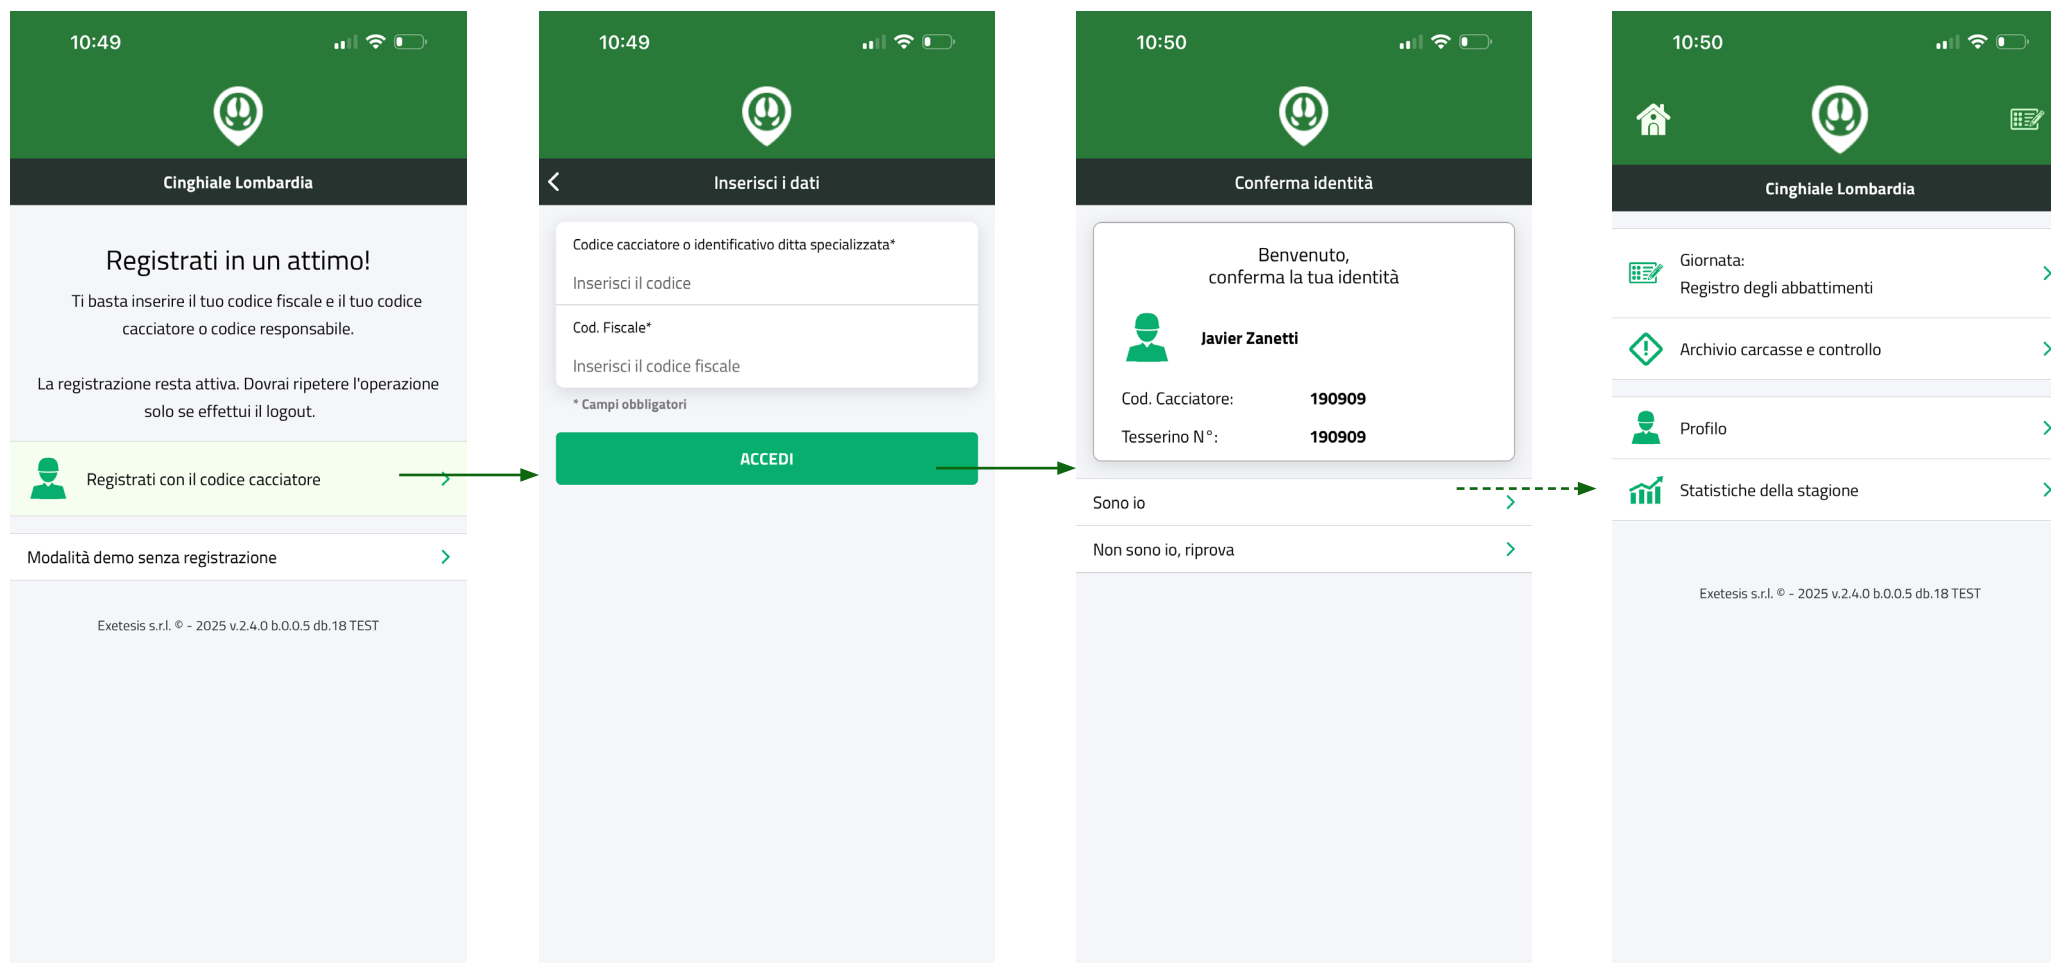 10:49
Cinghiale Lombardia
Registrati in un attimo!
Ti basta inserire il tuo codice fiscale e il tuo codice
cacciatore o codice responsabile.
La registrazione resta attiva. Dovrai ripetere l'operazione
solo se effettui il logout.
Registrati con il codice cacciatore
Modalità demo senza registrazione
Exetesis s.r.l. © - 2025 v.2.4.0 b.0.0.5 db.18 TEST
10:49
Inserisci i dati
Codice cacciatore o identificativo ditta specializzata*
Inserisci il codice
Cod. Fiscale*
Inserisci il codice fiscale
* Campi obbligatori
ACCEDI
10:50
Conferma identità
Benvenuto,
conferma la tua identità
Javier Zanetti
Cod. Cacciatore: 190909
Tesserino N°: 190909
Sono io
Non sono io, riprova
10:50
Cinghiale Lombardia
Giornata:
Registro degli abbattimenti
Archivio carcasse e controllo
Profilo
Statistiche della stagione
Exetesis s.r.l. © - 2025 v.2.4.0 b.0.0.5 db.18 TEST